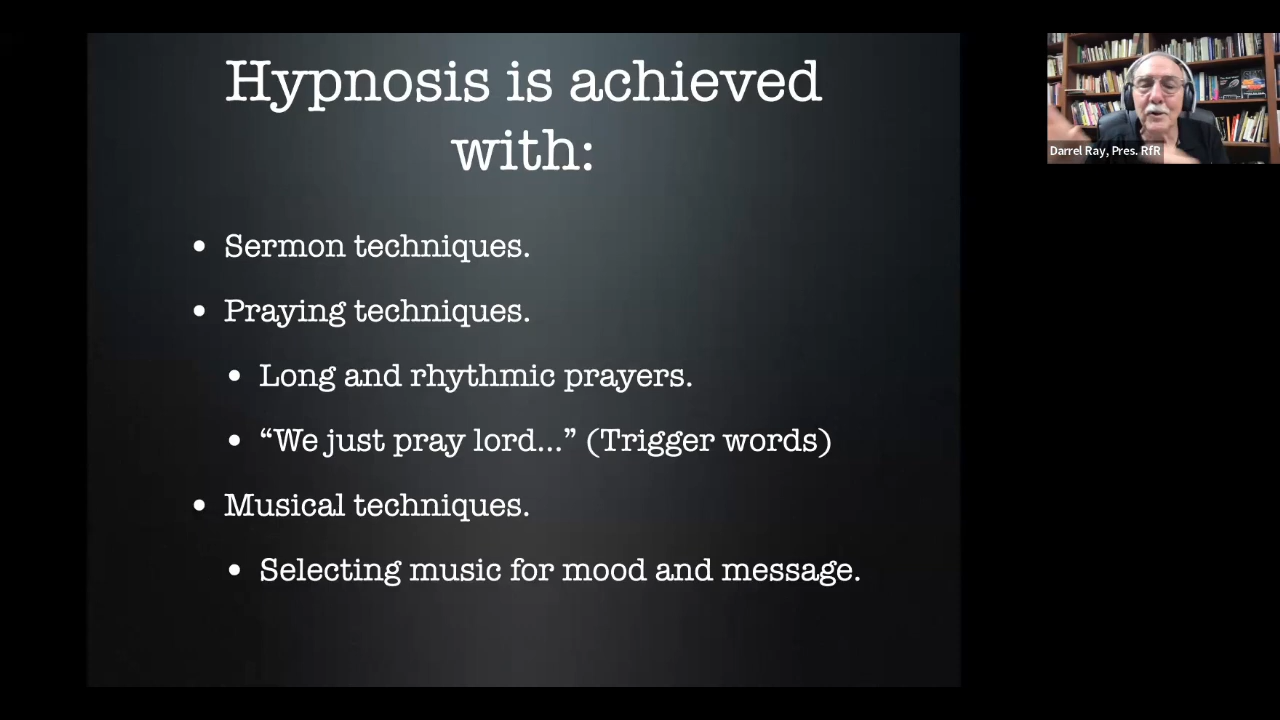 Hypnosis is achieved
with:
• Sermon techniques.
• Praying techniques.
• Long and rhythmic prayers.
• “We just pray lord...” (Trigger words)
• Musical techniques.
• Selecting music for mood and message.
Darrel Ray, Pres. RfR